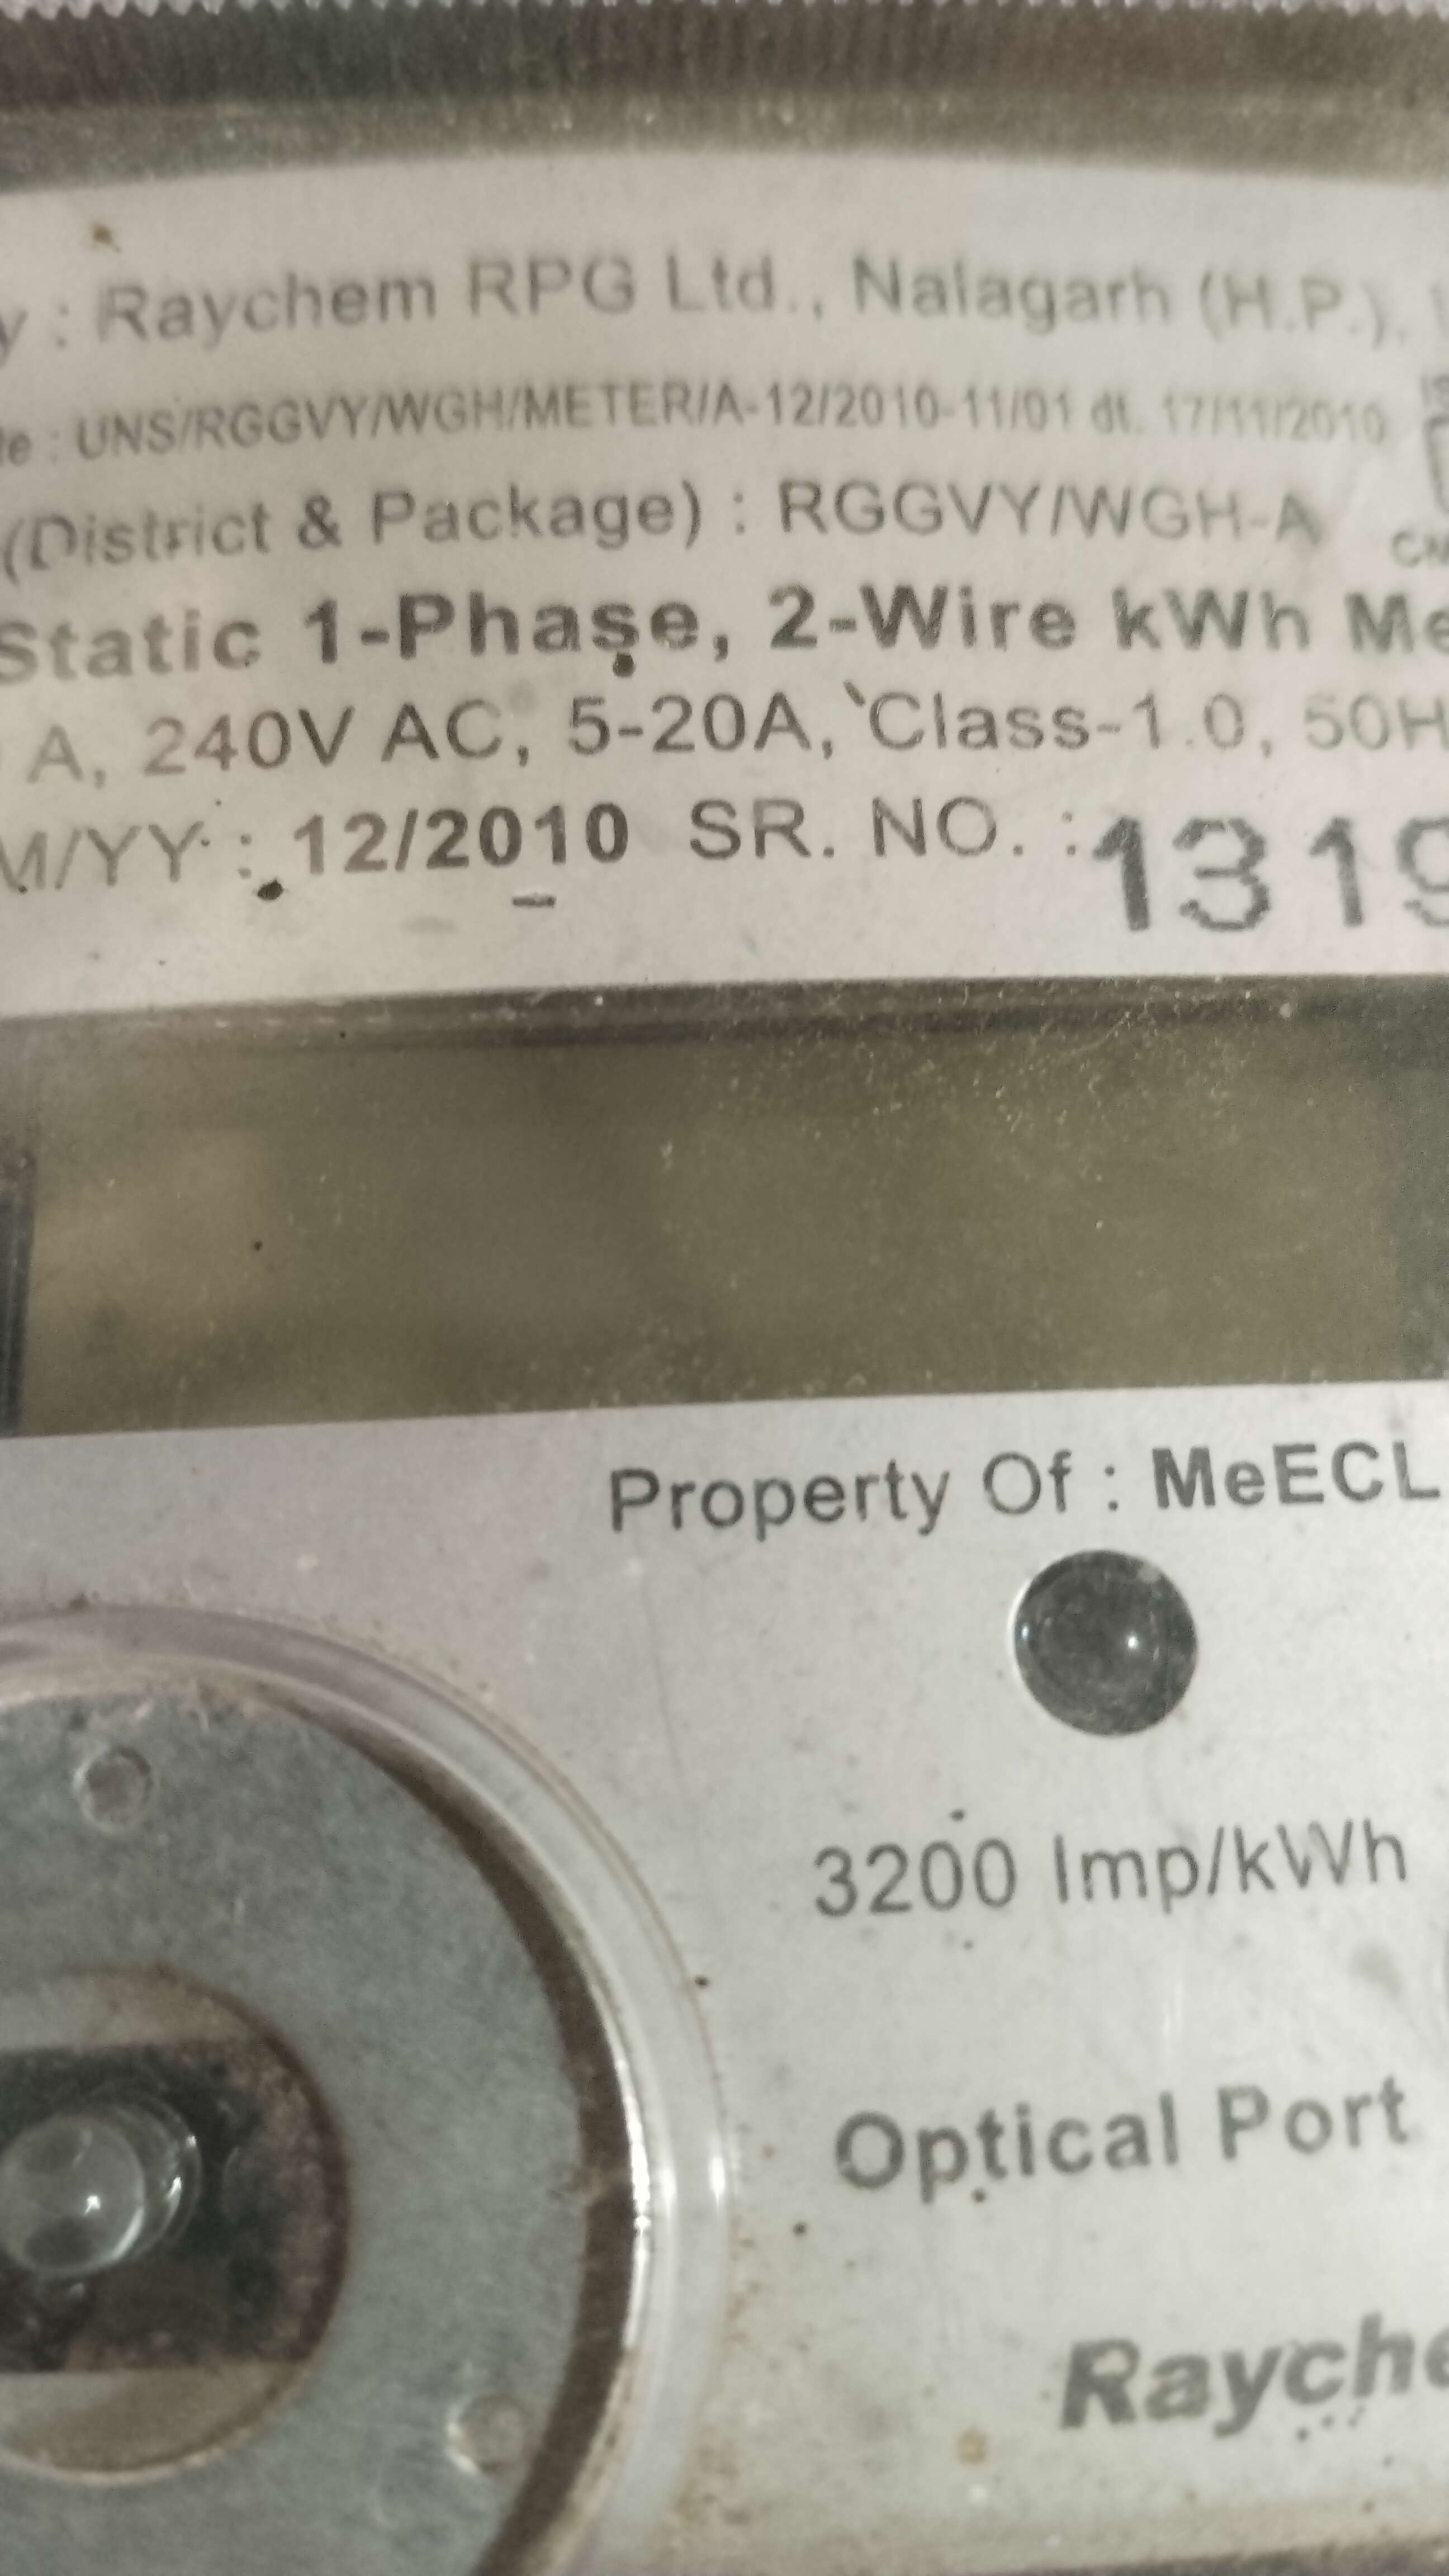 y : Raychem RPG Ltd., Nalagarh (H.P.),
le : UNS/RGGVY/WGH/METER/A-12/2010-11/01 dt. 17/11/2010
(District & Package) : RGGVY/WGH-A
Static 1-Phase, 2-Wire kWh Me
A, 240V AC, 5-20A, Class-1.0, 50H
M/YY : 12/2010 SR. NO. : 1319
Property Of : MeECL
3200 Imp/kWh
Optical Port
Rayche